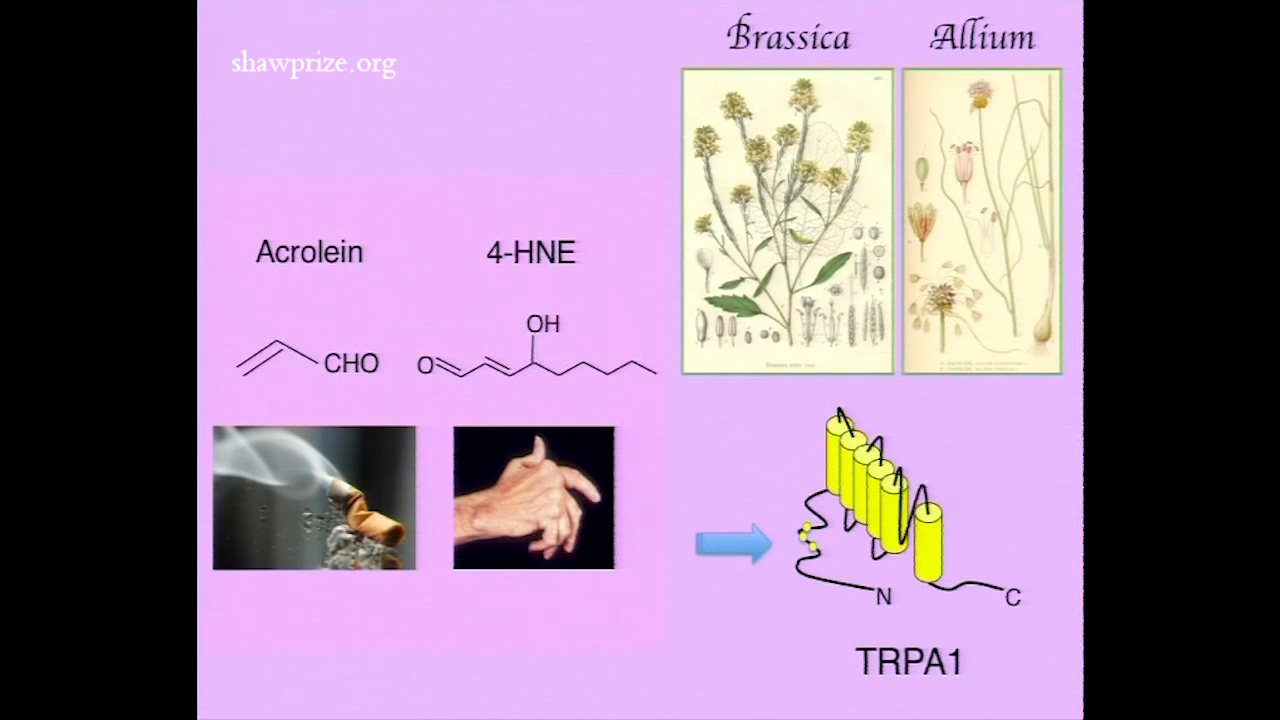 shawprize.org
Brassica
Allium
Acrolein
4-HNE
CHO
O
OH
N
C
TRPA1